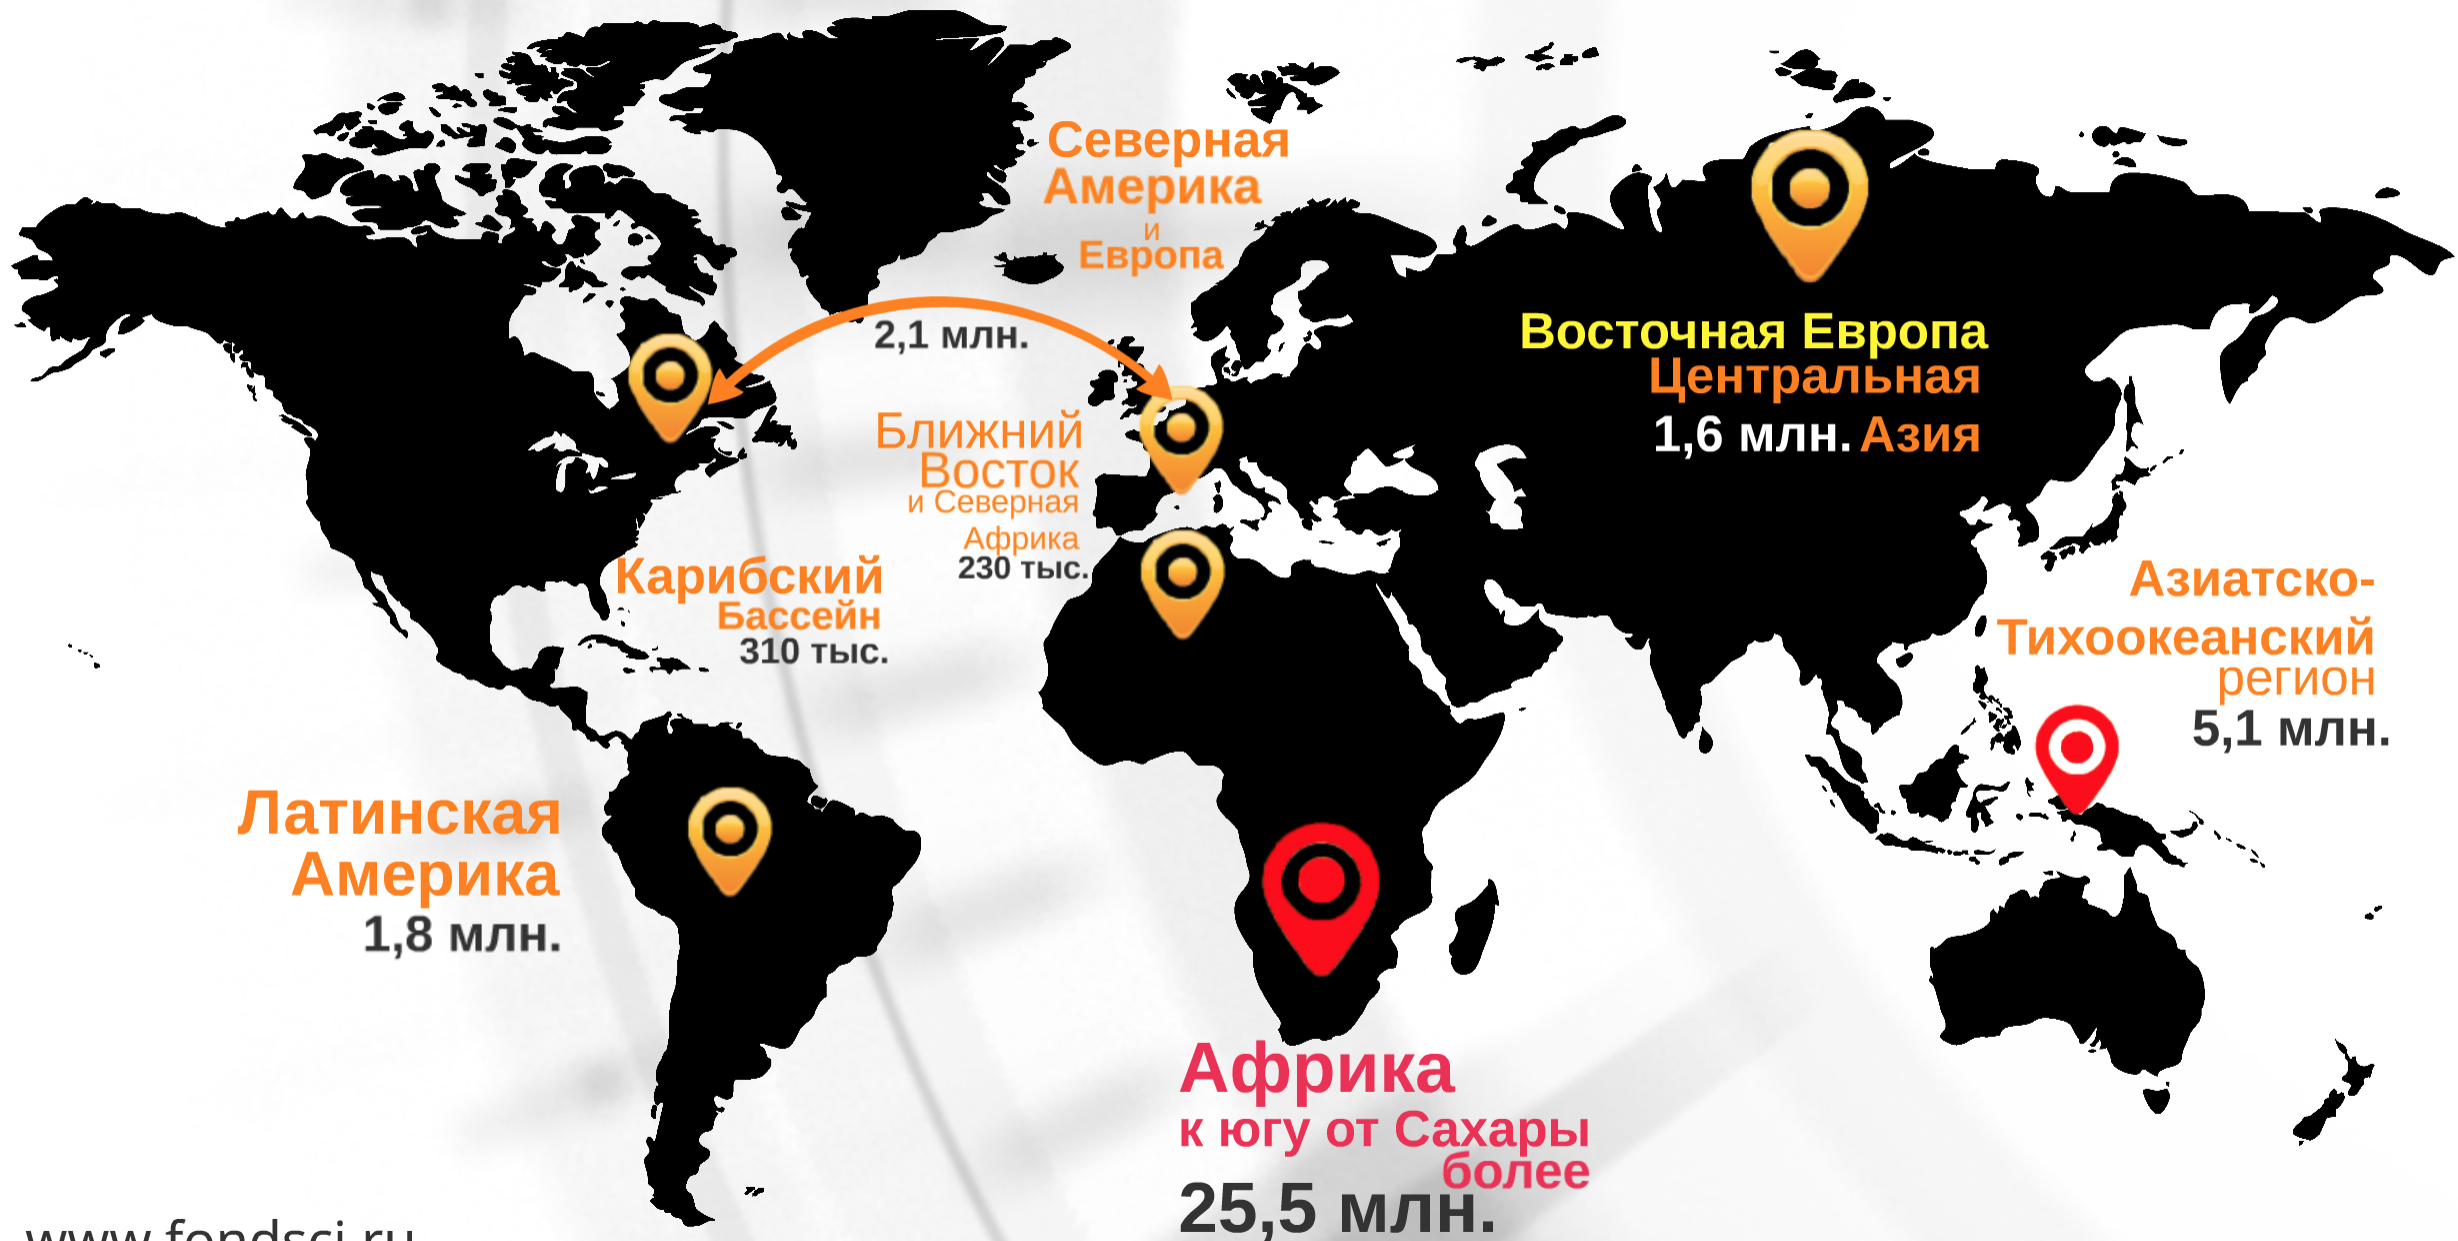 Северная
Америка
и
Европа
2,1 млн.
Восточная Европа
Центральная
1,6 млн. Азия
Ближний
Восток
и Северная
Африка
230 тыс.
Карибский
Бассейн
310 тыс.
Азиатско-
Тихоокеанский
регион
5,1 млн.
Латинская
Америка
1,8 млн.
Африка
к югу от Сахары
более
25,5 млн.
www.fondsci.ru